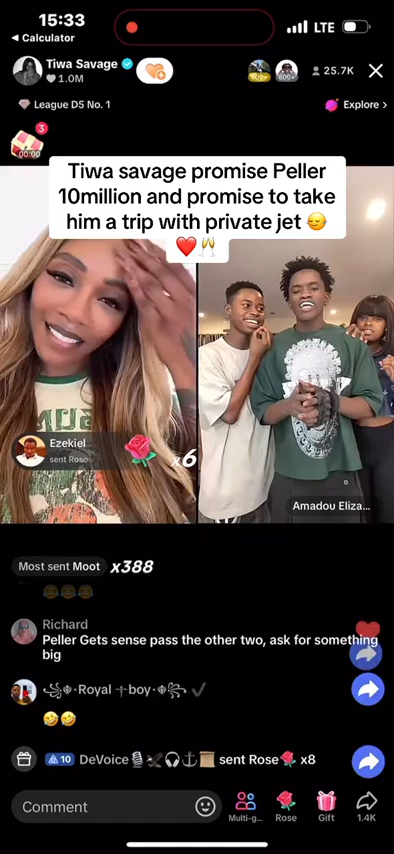 15:33
LTE
◀ Calculator
Tiwa Savage
1.0M
800+
25.7K
League D5 No. 1
Explore >
3
00:00
Tiwa savage promise Peller
10million and promise to take
him a trip with private jet 😌
❤️🥂
Ezekiel
sent Rose
x6
Amadou Eliza...
Most sent Moot x388
😂😂😂
Richard
Peller Gets sense pass the other two, ask for something
big
꧁☬·Royal ༒boy·☬꧂ ✓
🤣🤣
10 DeVoice🎙️🦅🎧⚓📜 sent Rose🌹 x8
Comment
Multi-g...
Rose
Gift
1.4K